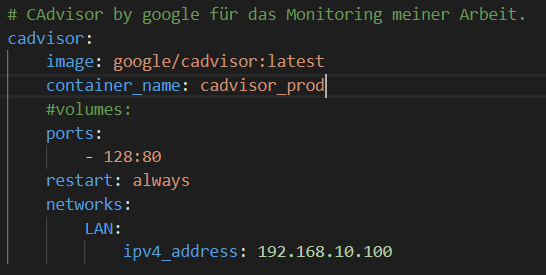 # CAdvisor by google für das Monitoring meiner Arbeit.
cadvisor:
    image: google/cadvisor:latest
    container_name: cadvisor_prod
    #volumes:
    ports:
        - 128:80
    restart: always
    networks:
        LAN:
            ipv4_address: 192.168.10.100